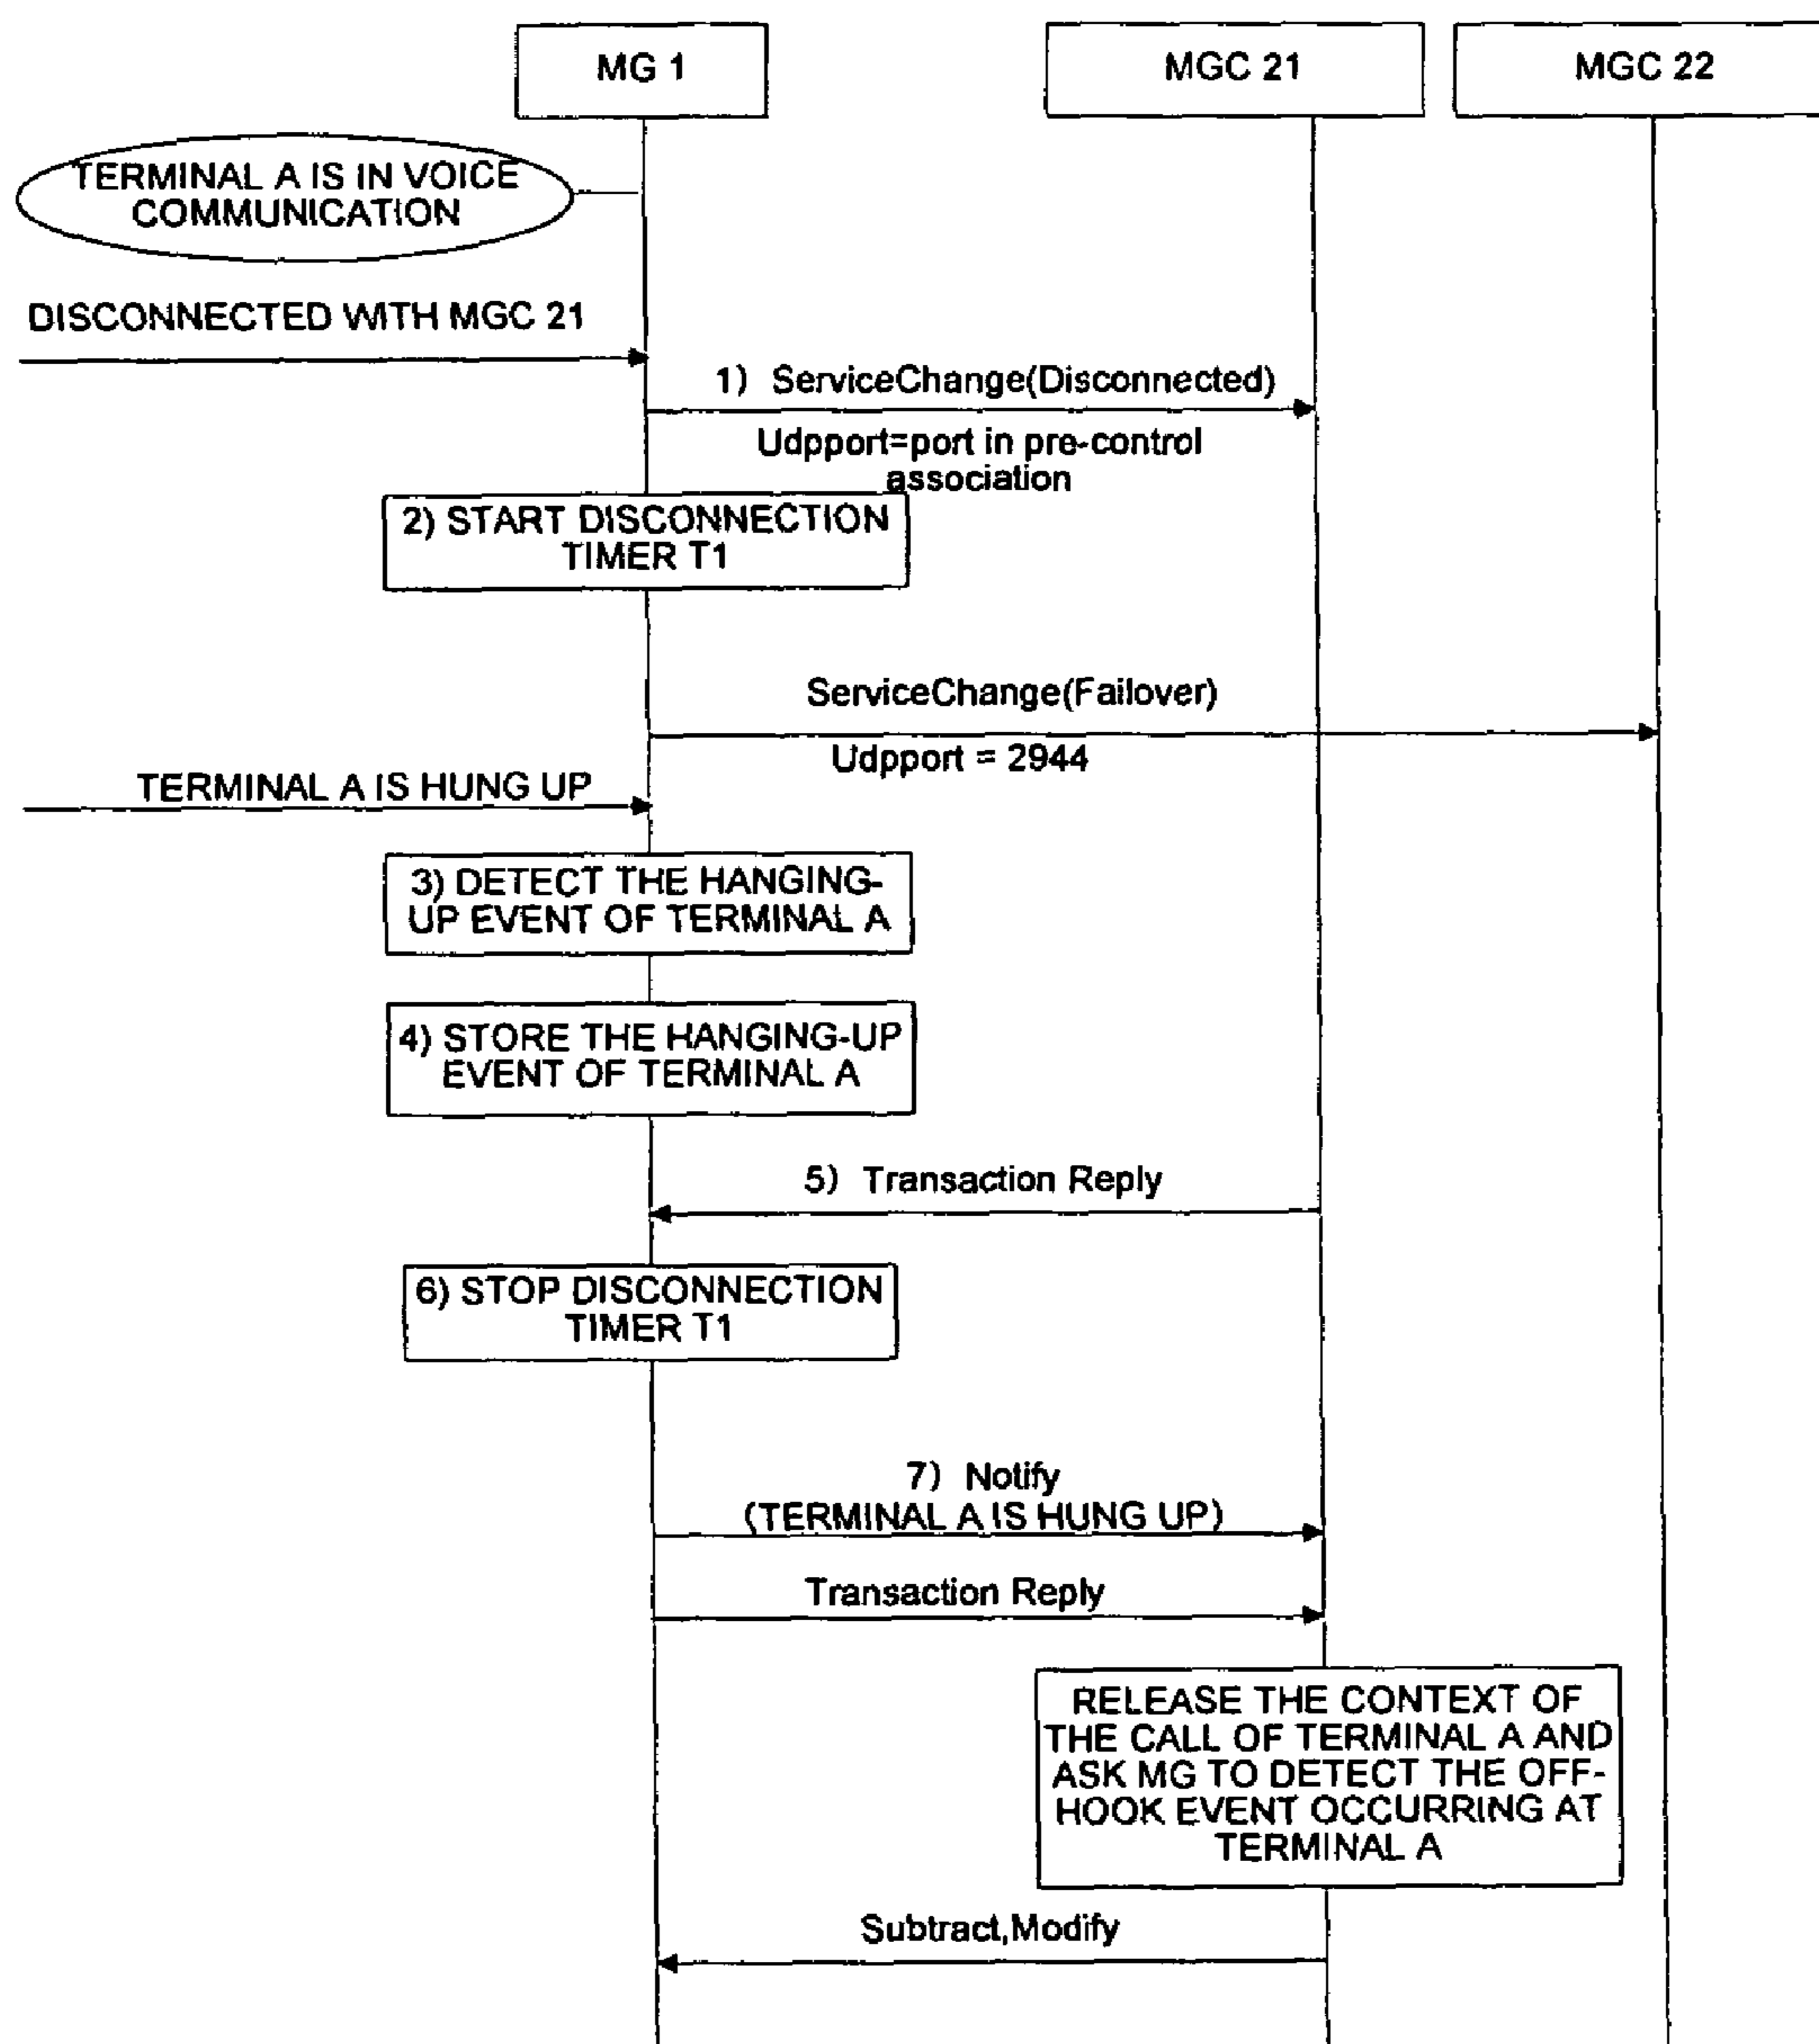 MG 1
MGC 21
MGC 22
TERMINAL A IS IN VOICE
COMMUNICATION
DISCONNECTED WITH MGC 21
1) ServiceChange(Disconnected)
Udpport=port in pre-control
association
2) START DISCONNECTION
TIMER T1
ServiceChange(Failover)
Udpport = 2944
TERMINAL A IS HUNG UP
3) DETECT THE HANGING-
UP EVENT OF TERMINAL A
4) STORE THE HANGING-UP
EVENT OF TERMINAL A
5) Transaction Reply
6) STOP DISCONNECTION
TIMER T1
7) Notify
(TERMINAL A IS HUNG UP)
Transaction Reply
RELEASE THE CONTEXT OF
THE CALL OF TERMINAL A AND
ASK MG TO DETECT THE OFF-
HOOK EVENT OCCURRING AT
TERMINAL A
Subtract,Modify